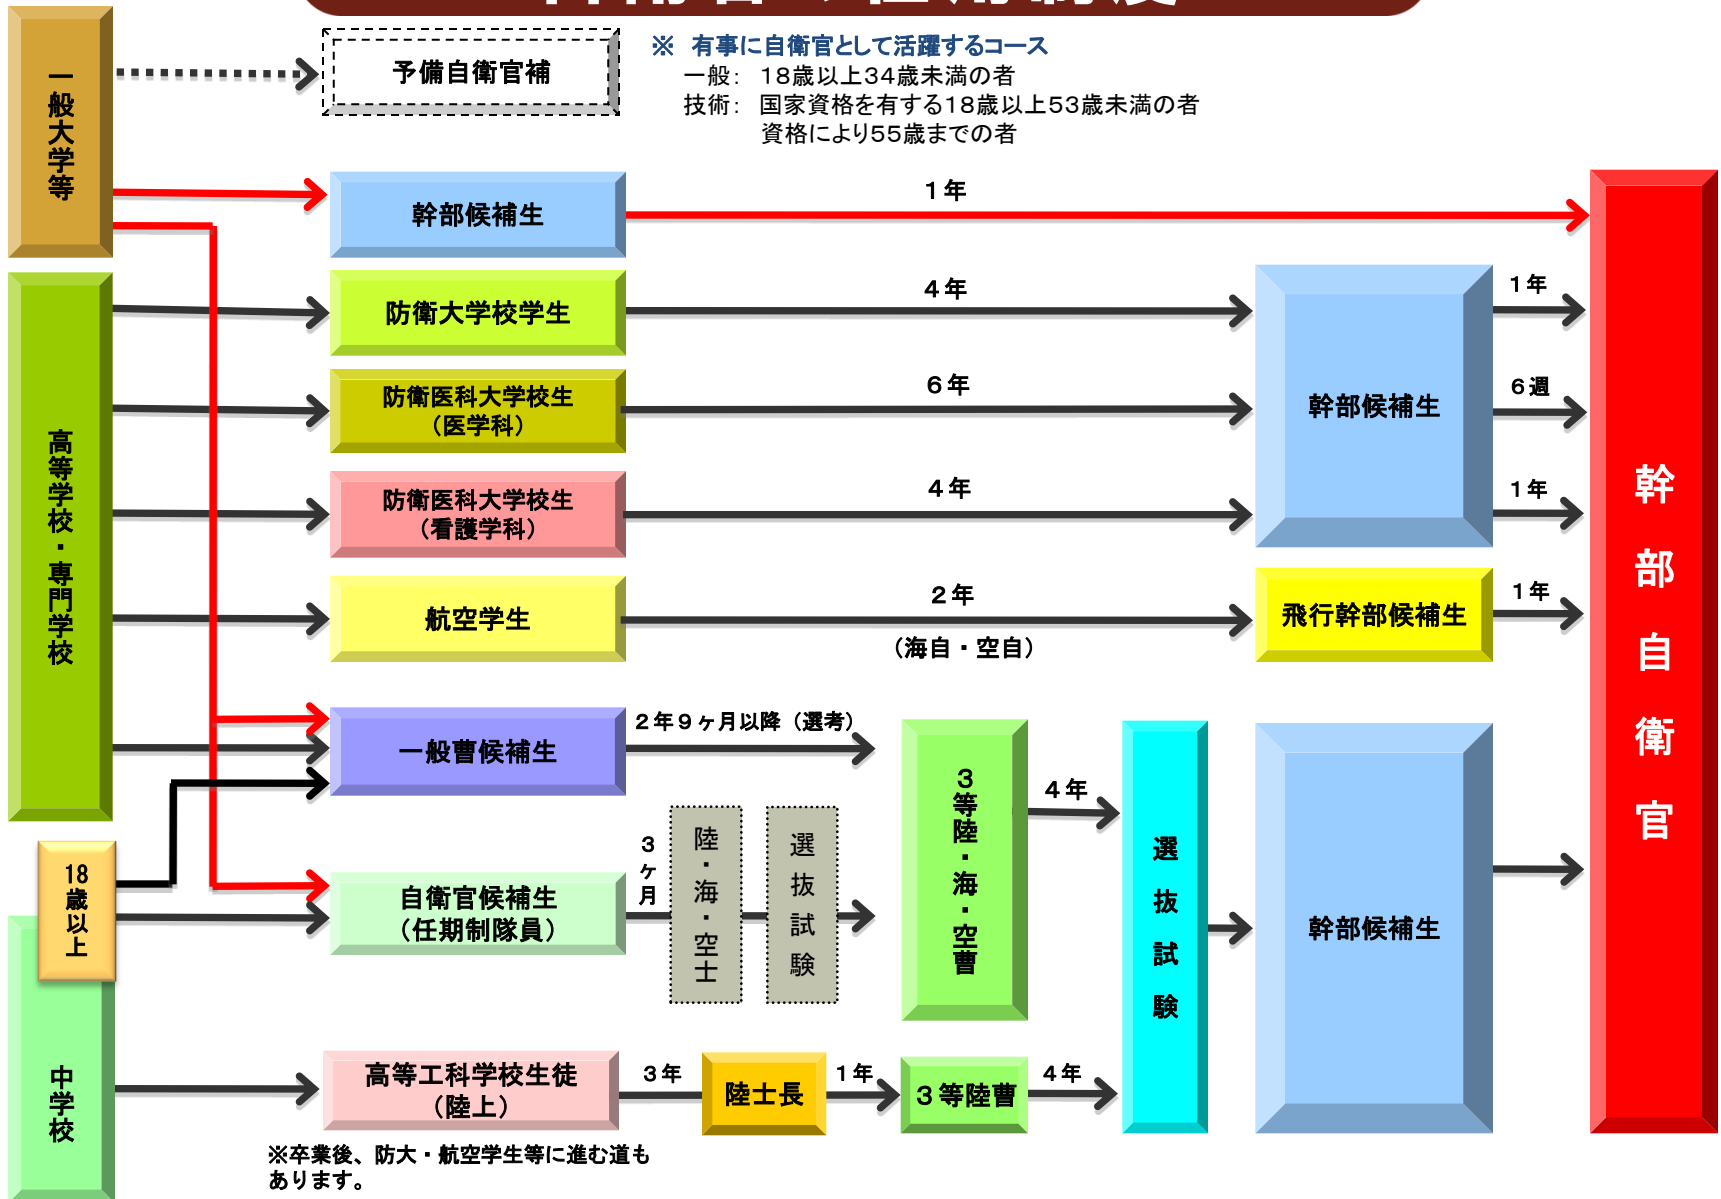 一般大学等
予備自衛官補
※ 有事に自衛官として活躍するコース
一般： 18歳以上34歳未満の者
技術： 国家資格を有する18歳以上53歳未満の者
資格により55歳までの者
幹部候補生
１年
高等学校・専門学校
防衛大学校学生
４年
１年
防衛医科大学校生
（医学科）
６年
幹部候補生
６週
防衛医科大学校生
（看護学科）
４年
１年
航空学生
２年
（海自・空自）
飛行幹部候補生
１年
幹部自衛官
一般曹候補生
２年９ヶ月以降（選考）
３等陸・海・空曹
４年
選抜試験
幹部候補生
18歳以上
自衛官候補生
（任期制隊員）
３ヶ月
陸・海・空士
選抜試験
中学校
高等工科学校生徒
（陸上）
３年
陸士長
１年
３等陸曹
４年
※卒業後、防大・航空学生等に進む道も
あります。